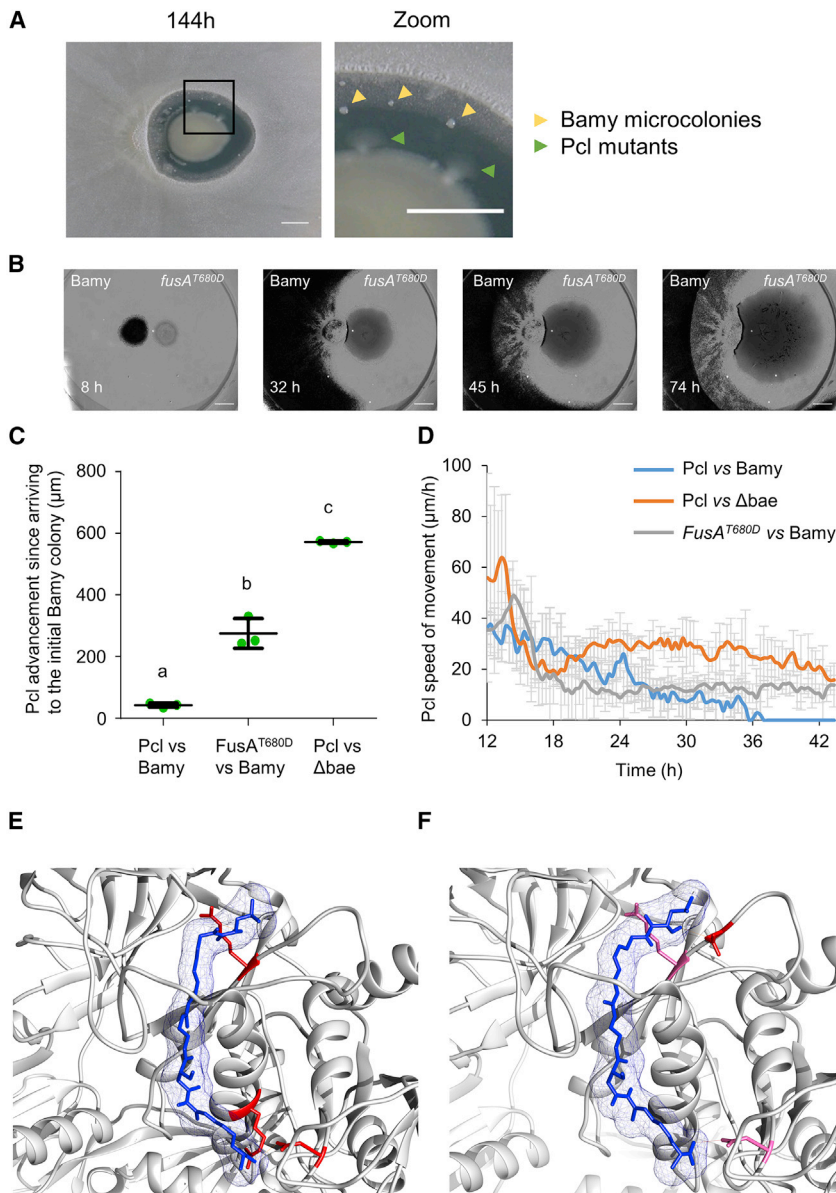 A
144h
Zoom
Bamy microcolonies
Pcl mutants
B
Bamy
fusA^T680D
8 h
Bamy
fusA^T680D
32 h
Bamy
fusA^T680D
45 h
Bamy
fusA^T680D
74 h
C
Pcl advancement since arriving
to the initial Bamy colony (µm)
800
600
400
200
0
a
b
c
Pcl vs
Bamy
FusA^T680D
vs Bamy
Pcl vs
Δbae
D
Pcl speed of movement (µm/h)
100
80
60
40
20
0
12
18
24
30
36
42
Time (h)
Pcl vs Bamy
Pcl vs Δbae
FusA^T680D vs Bamy
E
F